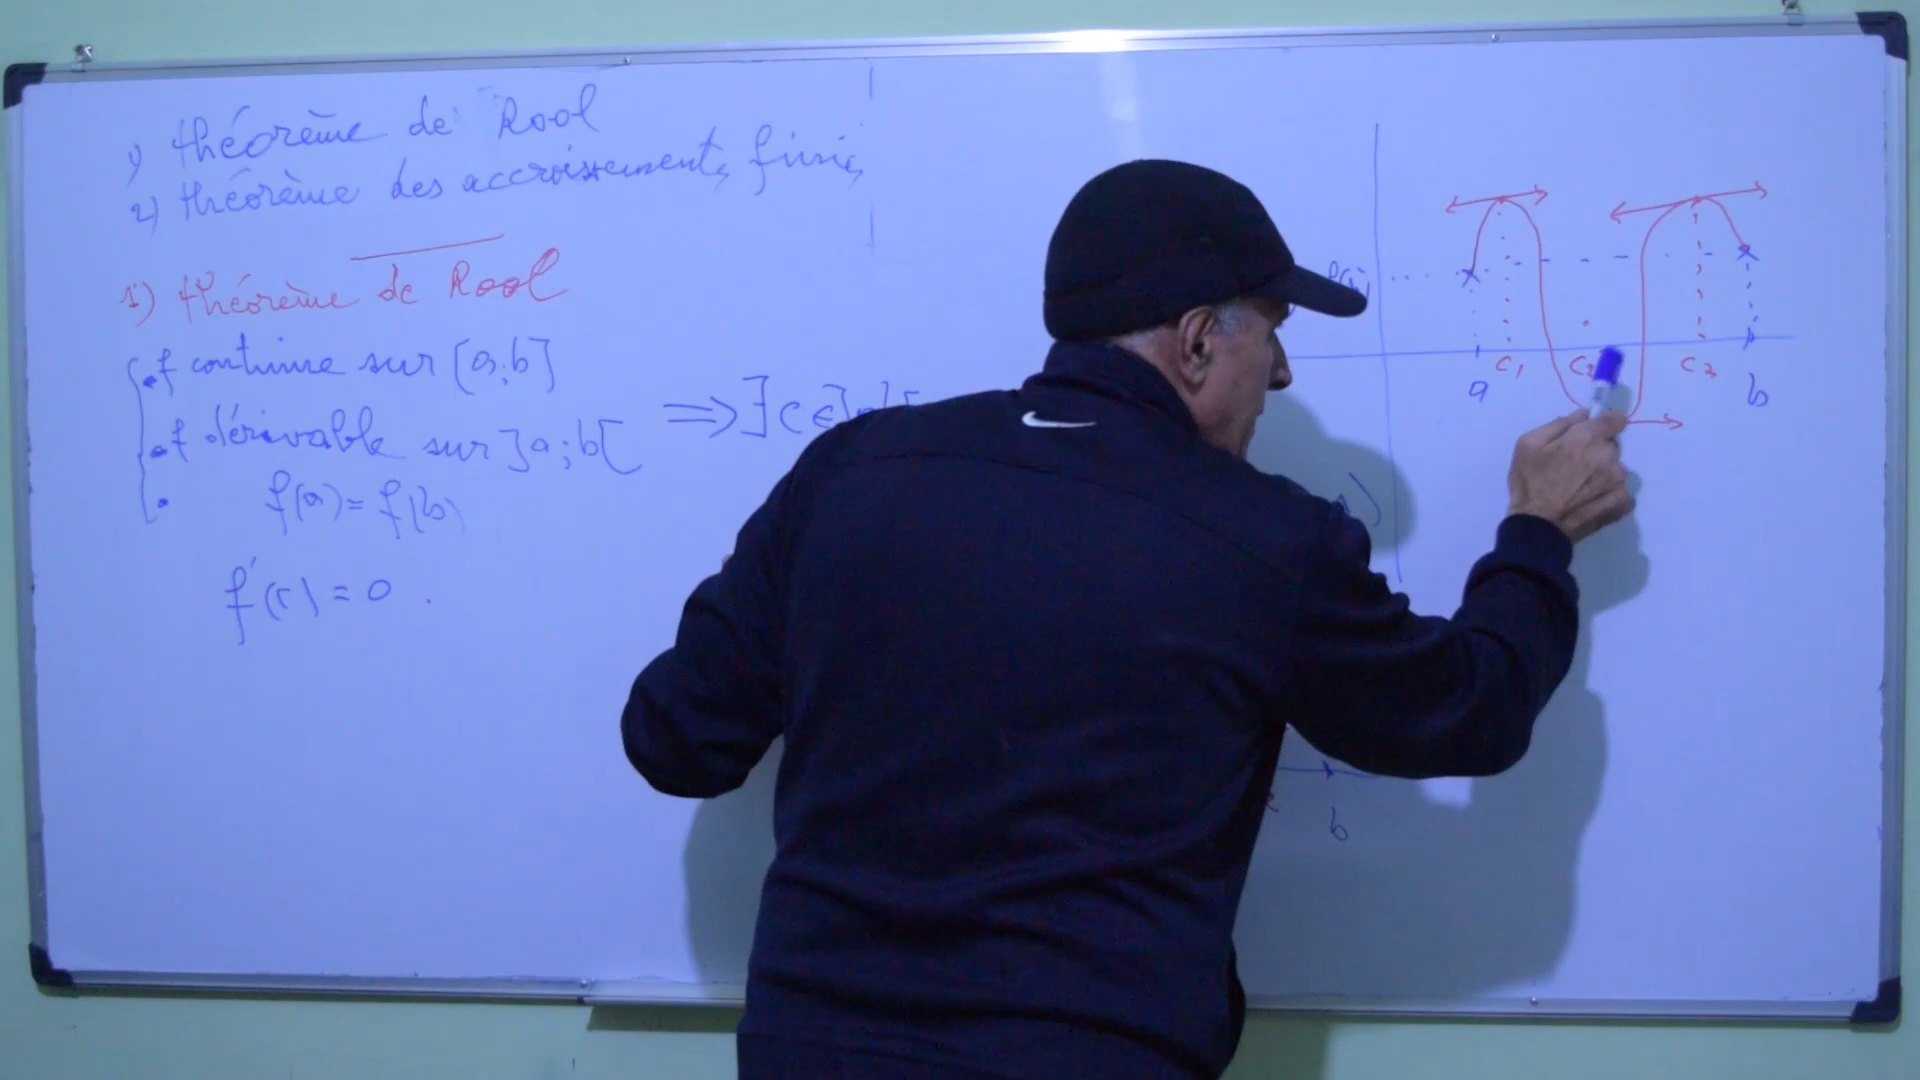 1) théorème de Rool
2) théorème des accroissements finis
1) théorème de Rool
. f continue sur [a;b]
. f dérivable sur ]a;b[ ⟹ ∃ c ∈ ]
. f(a) = f(b)
f'(c) = 0 .
a c1 c2 c3 b
b